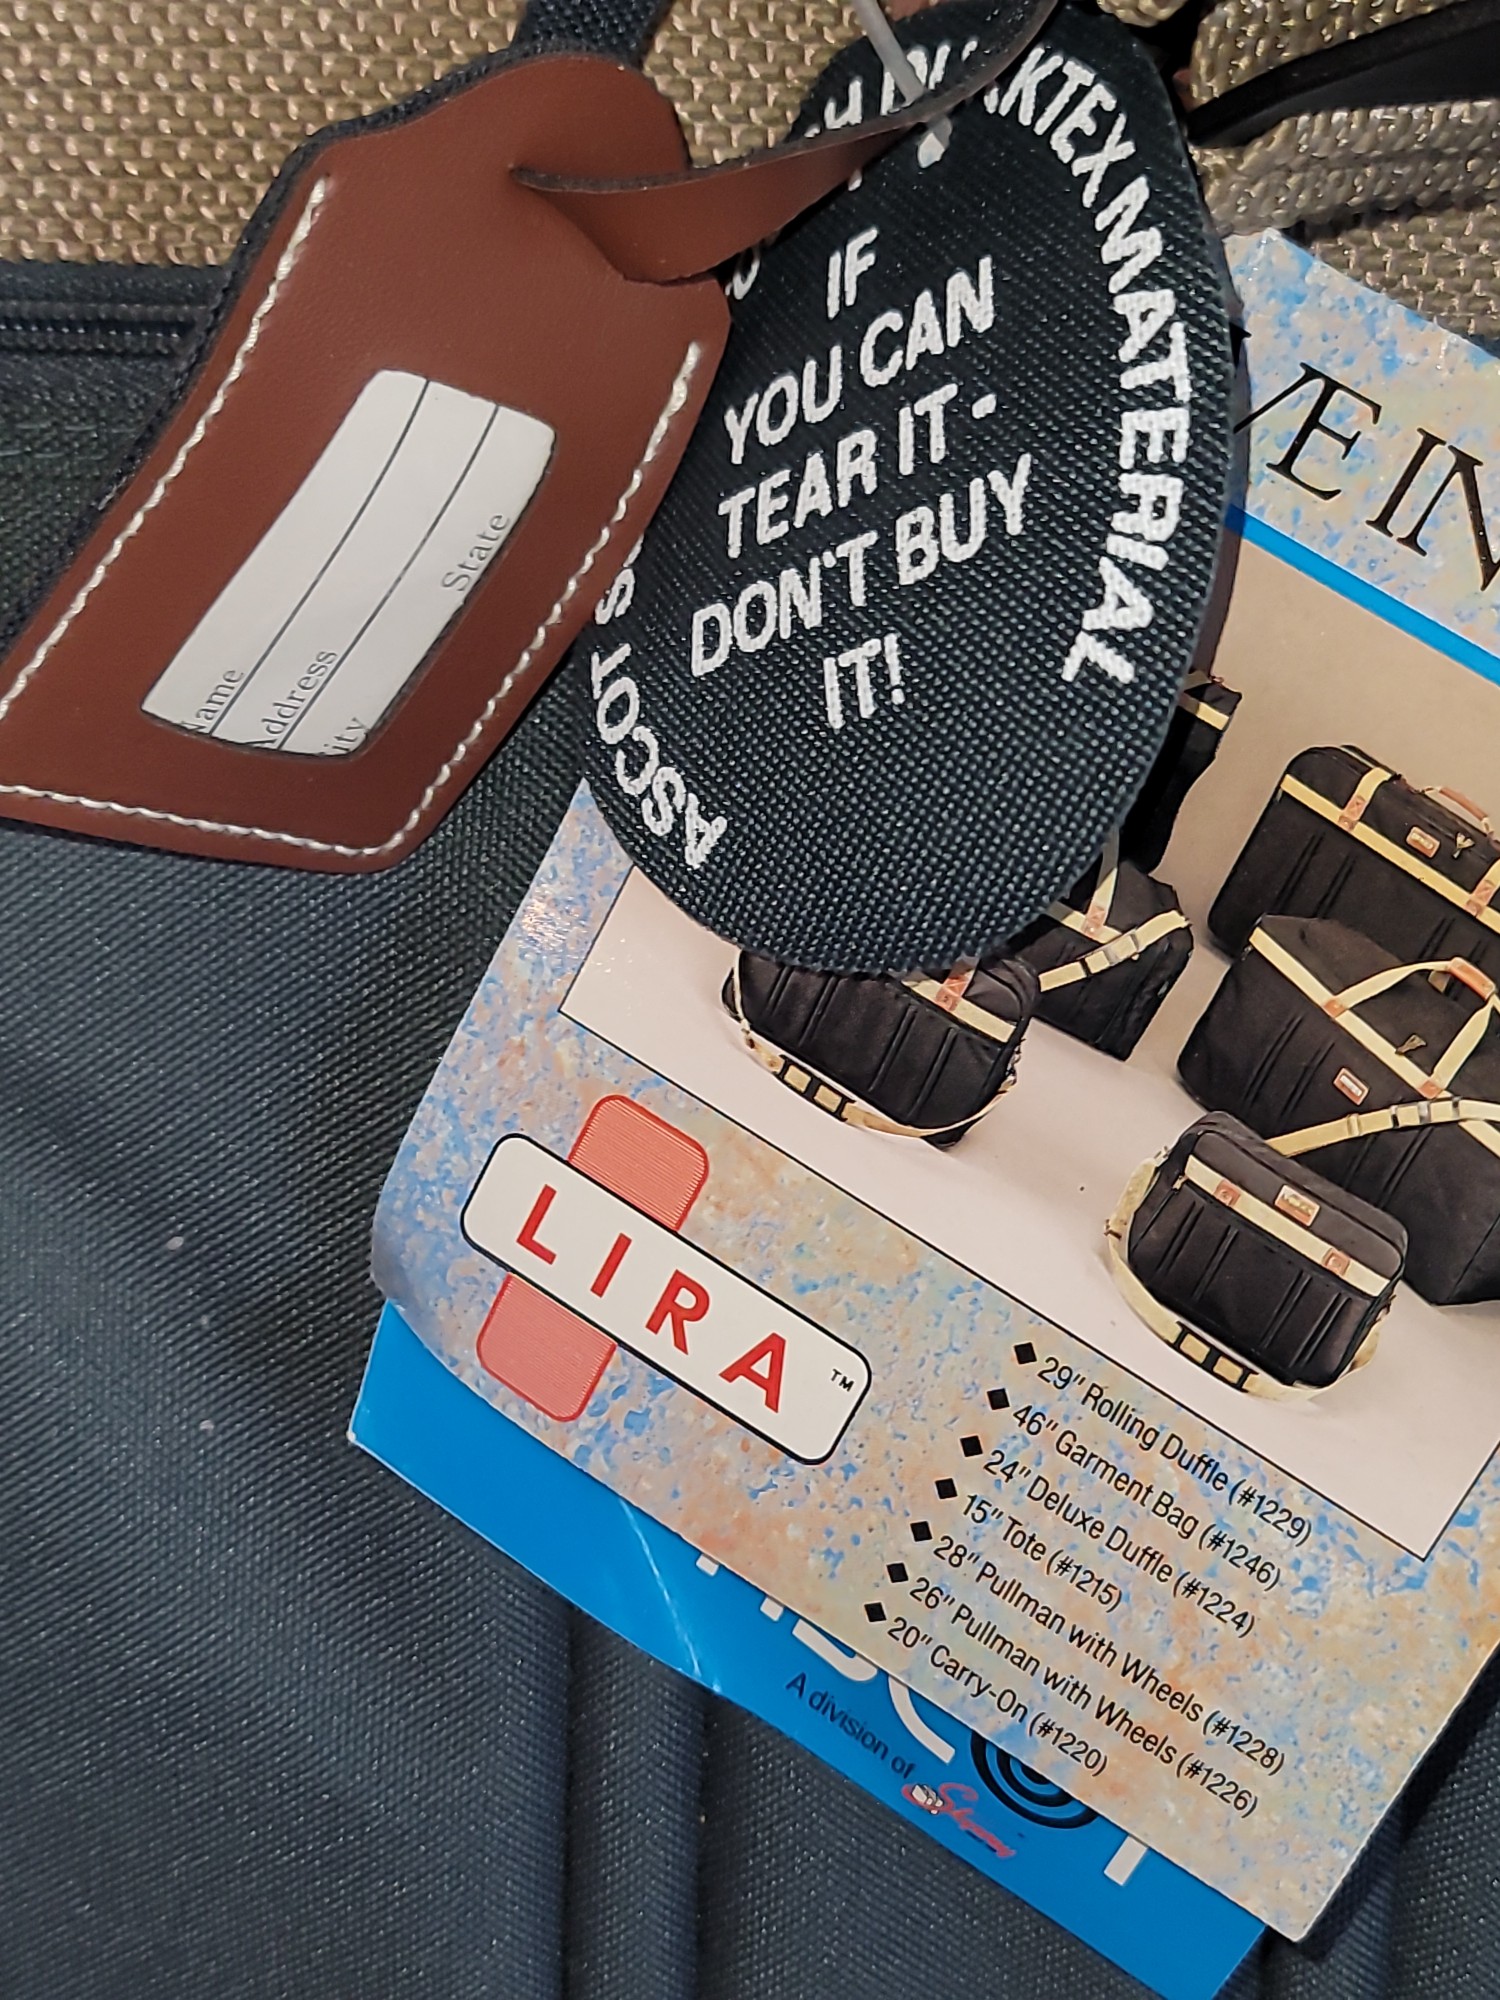 Name
Address
State
IF
YOU CAN
TEAR IT -
DON'T BUY
IT!
MATERIAL
LIRA™
29" Rolling Duffle (#1229)
46" Garment Bag (#1246)
24" Deluxe Duffle (#1224)
15" Tote (#1215)
28" Pullman with Wheels (#1228)
26" Pullman with Wheels (#1226)
20" Carry-On (#1220)
A division of